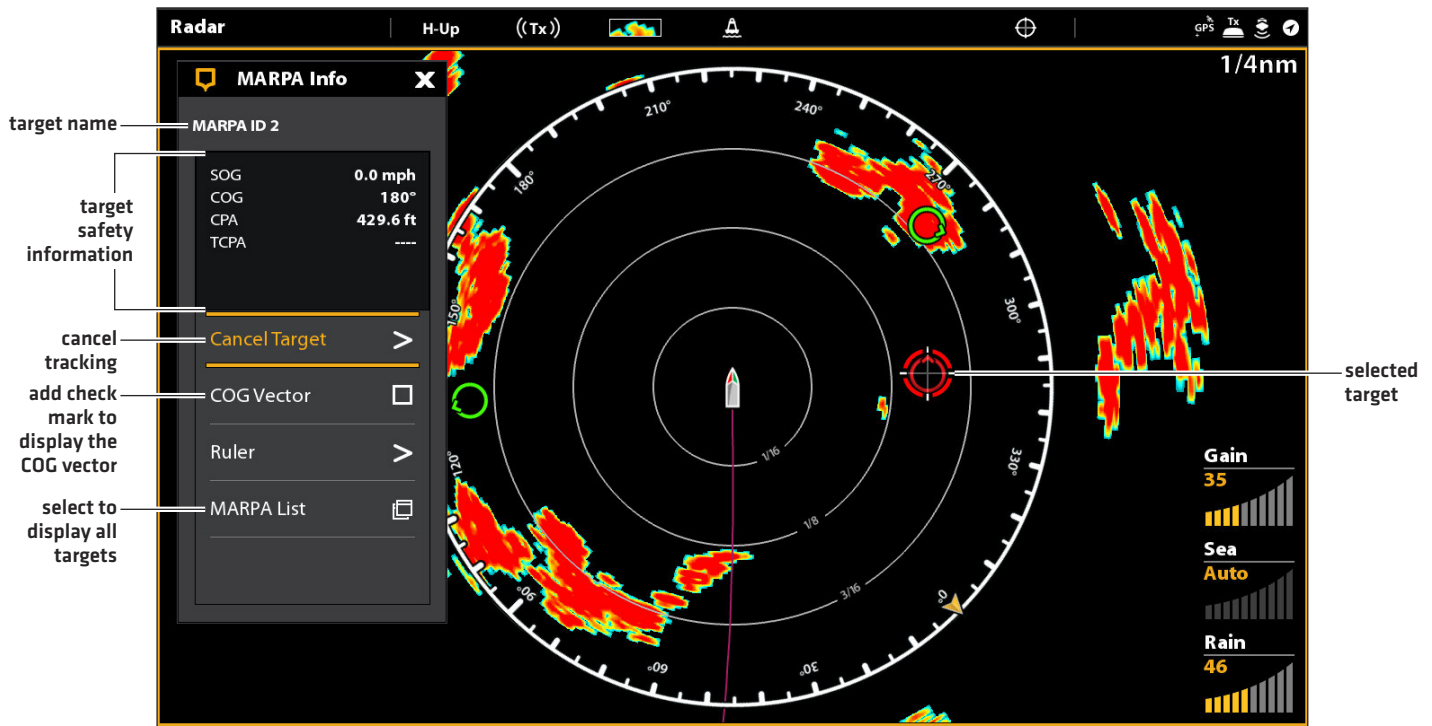 Radar
H-Up
((Tx))
GPS
Tx
1/4nm
MARPA Info
X
target name
MARPA ID 2
SOG 0.0 mph
COG 180°
CPA 429.6 ft
TCPA ----
target
safety
information
cancel
tracking
Cancel Target >
add check
mark to
display the
COG vector
COG Vector
Ruler >
select to
display all
targets
MARPA List
210°
240°
180°
270°
150°
300°
120°
330°
90°
0°
60°
30°
1/16
1/8
3/16
selected
target
Gain
35
Sea
Auto
Rain
46